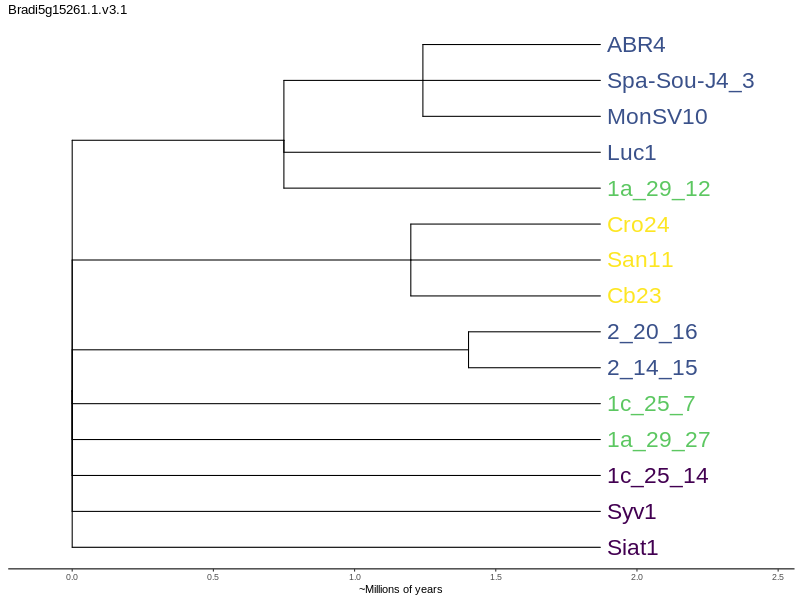 Bradi5g15261.1.v3.1
ABR4
Spa-Sou-J4_3
MonSV10
Luc1
1a_29_12
Cro24
San11
Cb23
2_20_16
2_14_15
1c_25_7
1a_29_27
1c_25_14
Syv1
Siat1
0.0 0.5 1.0 1.5 2.0 2.5
~Millions of years